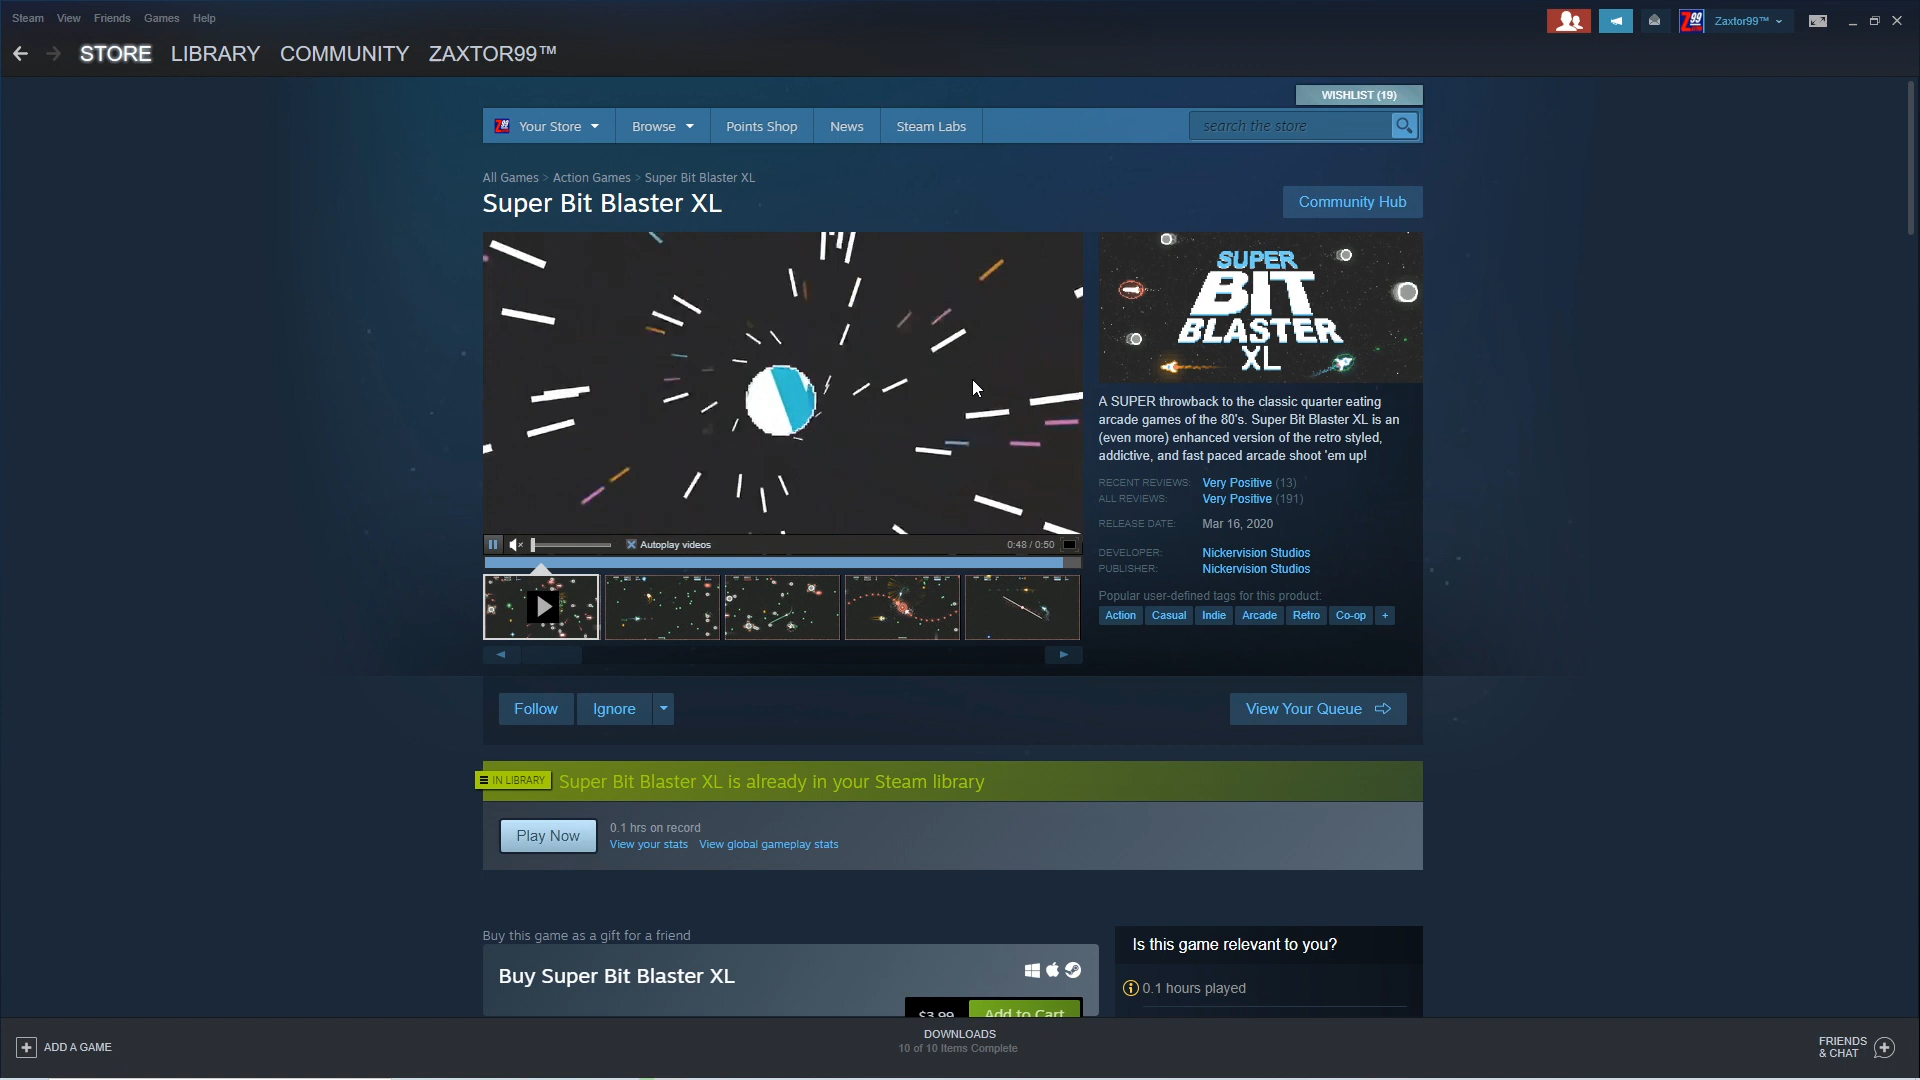 Steam View Friends Games Help
Z99 Zaxtor99™
STORE LIBRARY COMMUNITY ZAXTOR99™
WISHLIST (19)
Your Store Browse Points Shop News Steam Labs search the store
All Games > Action Games > Super Bit Blaster XL
Super Bit Blaster XL
Community Hub
SUPER
BIT
BLASTER
XL
A SUPER throwback to the classic quarter eating
arcade games of the 80's. Super Bit Blaster XL is an
(even more) enhanced version of the retro styled,
addictive, and fast paced arcade shoot 'em up!
RECENT REVIEWS: Very Positive (13)
ALL REVIEWS: Very Positive (191)
RELEASE DATE: Mar 16, 2020
DEVELOPER: Nickervision Studios
PUBLISHER: Nickervision Studios
Popular user-defined tags for this product:
Action Casual Indie Arcade Retro Co-op +
Autoplay videos 0:48 / 0:50
Follow Ignore View Your Queue
IN LIBRARY Super Bit Blaster XL is already in your Steam library
Play Now
0.1 hrs on record
View your stats View global gameplay stats
Buy this game as a gift for a friend
Buy Super Bit Blaster XL
$3.99 Add to Cart
Is this game relevant to you?
0.1 hours played
ADD A GAME
DOWNLOADS
10 of 10 Items Complete
FRIENDS
& CHAT